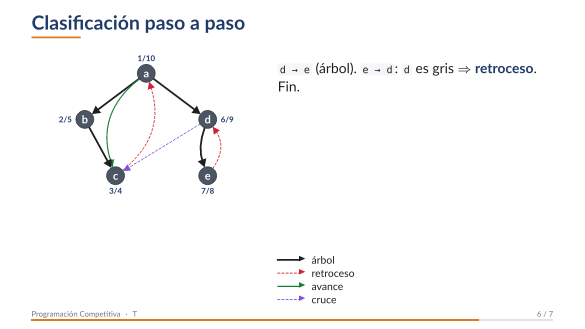 Clasificación paso a paso
1/10
a
2/5 b
d 6/9
c
3/4
e
7/8
d → e (árbol). e → d: d es gris ⇒ retroceso.
Fin.
árbol
retroceso
avance
cruce
Programación Competitiva · T
6 / 7